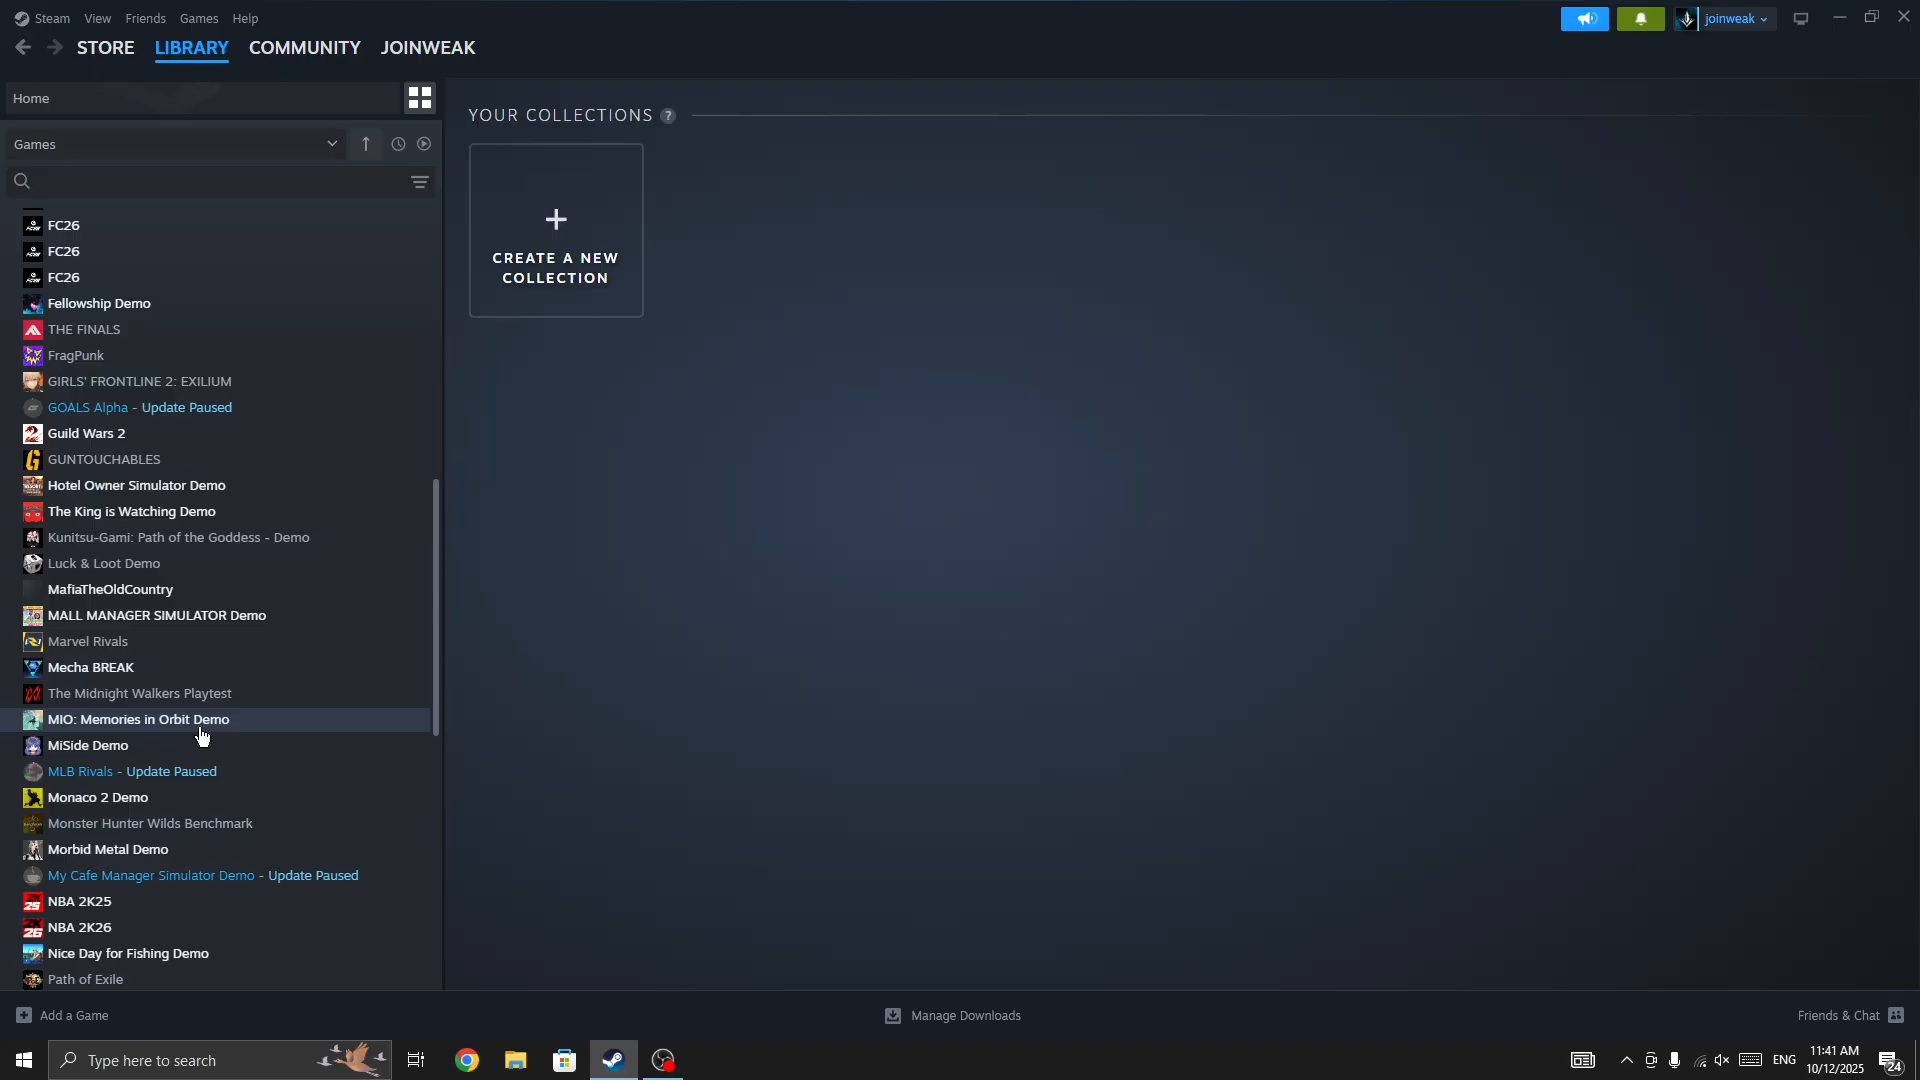 Steam View Friends Games Help
joinweak
STORE LIBRARY COMMUNITY JOINWEAK
Home
Games
YOUR COLLECTIONS ?
+
CREATE A NEW
COLLECTION
FC26
FC26
FC26
Fellowship Demo
THE FINALS
FragPunk
GIRLS' FRONTLINE 2: EXILIUM
GOALS Alpha - Update Paused
Guild Wars 2
GUNTOUCHABLES
Hotel Owner Simulator Demo
The King is Watching Demo
Kunitsu-Gami: Path of the Goddess - Demo
Luck & Loot Demo
MafiaTheOldCountry
MALL MANAGER SIMULATOR Demo
Marvel Rivals
Mecha BREAK
The Midnight Walkers Playtest
MIO: Memories in Orbit Demo
MiSide Demo
MLB Rivals - Update Paused
Monaco 2 Demo
Monster Hunter Wilds Benchmark
Morbid Metal Demo
My Cafe Manager Simulator Demo - Update Paused
NBA 2K25
NBA 2K26
Nice Day for Fishing Demo
Path of Exile
Add a Game
Manage Downloads
Friends & Chat
Type here to search
ENG
11:41 AM
10/12/2025
24